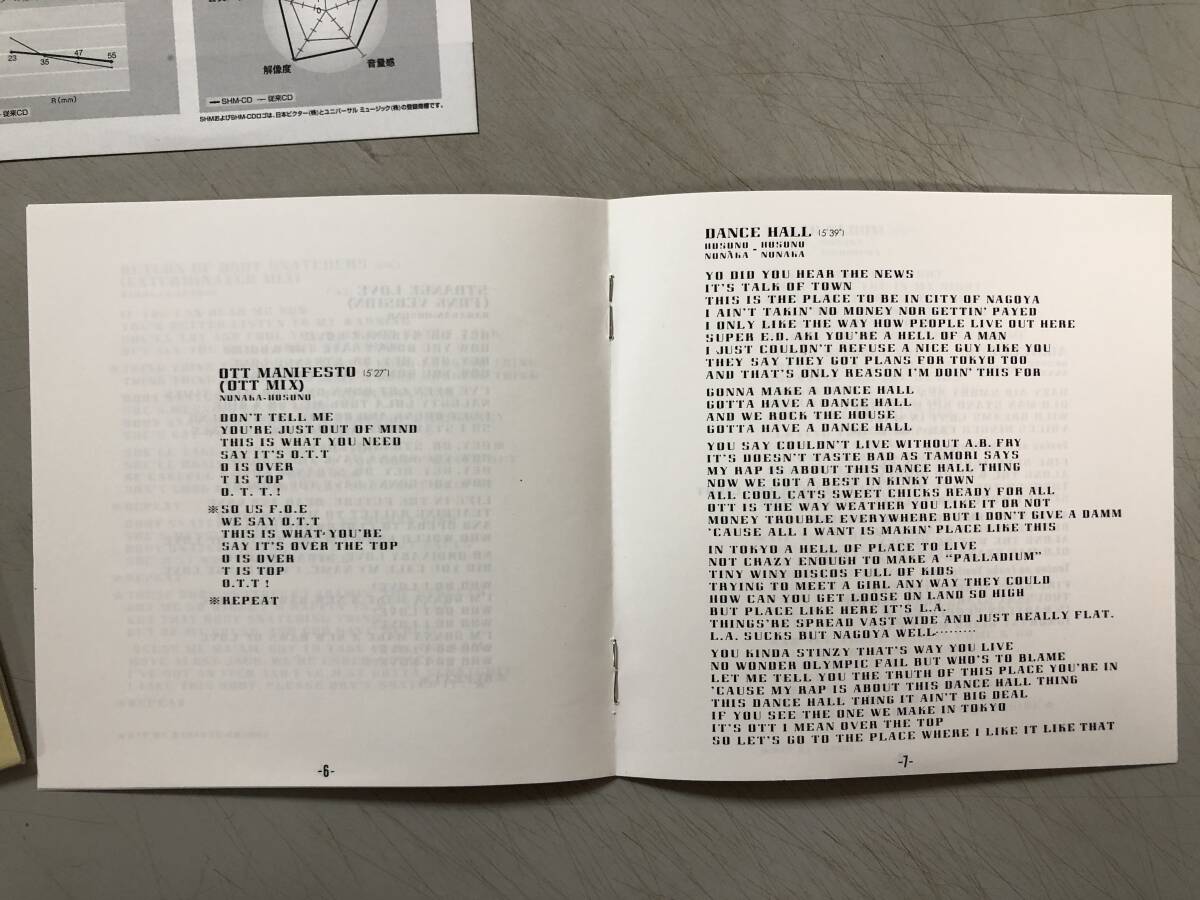 23
35
47
55
R(mm)
従来CD
解像度
音量感
SHM-CD 従来CD
SHMおよびSHM-CDロゴは、日本ビクター(株)とユニバーサル ミュージック(株)の登録商標です。
OTT MANIFESTO (5'27")
(OTT MIX)
NONAKA-HOSONO
DON'T TELL ME
YOU'RE JUST OUT OF MIND
THIS IS WHAT YOU NEED
SAY IT'S O.T.T
O IS OVER
T IS TOP
O. T. T. !
※SO US F.O.E
WE SAY O.T.T
THIS IS WHAT YOU'RE
SAY IT'S OVER THE TOP
O IS OVER
T IS TOP
O.T.T !
※REPEAT
-6-
DANCE HALL (5'39")
HOSONO - HOSONO
NONAKA - NONAKA
YO DID YOU HEAR THE NEWS
IT'S TALK OF TOWN
THIS IS THE PLACE TO BE IN CITY OF NAGOYA
I AIN'T TAKIN' NO MONEY NOR GETTIN' PAYED
I ONLY LIKE THE WAY HOW PEOPLE LIVE OUT HERE
SUPER E.D. AKI YOU'RE A HELL OF A MAN
I JUST COULDN'T REFUSE A NICE GUY LIKE YOU
THEY SAY THEY GOT PLANS FOR TOKYO TOO
AND THAT'S ONLY REASON I'M DOIN' THIS FOR
GONNA MAKE A DANCE HALL
GOTTA HAVE A DANCE HALL
AND WE ROCK THE HOUSE
GOTTA HAVE A DANCE HALL
YOU SAY COULDN'T LIVE WITHOUT A.B. FRY
IT'S DOESN'T TASTE BAD AS TAMORI SAYS
MY RAP IS ABOUT THIS DANCE HALL THING
NOW WE GOT A BEST IN KINKY TOWN
ALL COOL CATS SWEET CHICKS READY FOR ALL
OTT IS THE WAY WEATHER YOU LIKE IT OR NOT
MONEY TROUBLE EVERYWHERE BUT I DON'T GIVE A DAMM
'CAUSE ALL I WANT IS MAKIN' PLACE LIKE THIS
IN TOKYO A HELL OF PLACE TO LIVE
NOT CRAZY ENOUGH TO MAKE A "PALLADIUM"
TINY WINY DISCOS FULL OF KIDS
TRYING TO MEET A GIRL ANY WAY THEY COULD
HOW CAN YOU GET LOOSE ON LAND SO HIGH
BUT PLACE LIKE HERE IT'S L.A.
THINGS'RE SPREAD VAST WIDE AND JUST REALLY FLAT.
L.A. SUCKS BUT NAGOYA WELL·········
YOU KINDA STINZY THAT'S WAY YOU LIVE
NO WONDER OLYMPIC FAIL BUT WHO'S TO BLAME
LET ME TELL YOU THE TRUTH OF THIS PLACE YOU'RE IN
'CAUSE MY RAP IS ABOUT THIS DANCE HALL THING
THIS DANCE HALL THING IT AIN'T BIG DEAL
IF YOU SEE THE ONE WE MAKE IN TOKYO
IT'S OTT I MEAN OVER THE TOP
SO LET'S GO TO THE PLACE WHERE I LIKE IT LIKE THAT
-7-